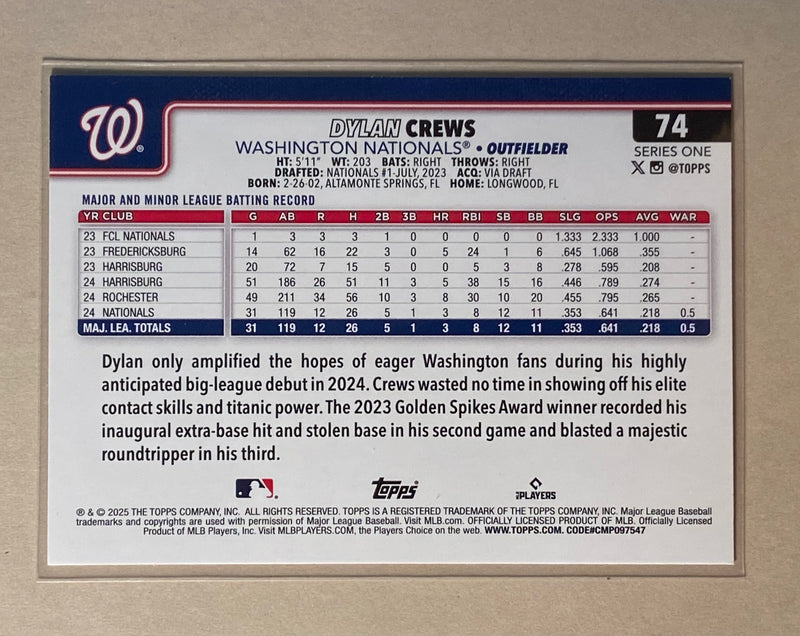 W®
DYLAN CREWS
74
WASHINGTON NATIONALS® • OUTFIELDER
SERIES ONE
HT: 5'11" WT: 203 BATS: RIGHT THROWS: RIGHT
@TOPPS
DRAFTED: NATIONALS #1-JULY, 2023 ACQ: VIA DRAFT
BORN: 2-26-02, ALTAMONTE SPRINGS, FL HOME: LONGWOOD, FL
MAJOR AND MINOR LEAGUE BATTING RECORD
YR CLUB G AB R H 2B 3B HR RBI SB BB SLG OPS AVG WAR
23 FCL NATIONALS 1 3 3 3 1 0 0 0 0 0 1.333 2.333 1.000 -
23 FREDERICKSBURG 14 62 16 22 3 0 5 24 1 6 .645 1.068 .355 -
23 HARRISBURG 20 72 7 15 5 0 0 5 3 8 .278 .595 .208 -
24 HARRISBURG 51 186 26 51 11 3 5 38 15 16 .446 .789 .274 -
24 ROCHESTER 49 211 34 56 10 3 8 30 10 20 .455 .795 .265 -
24 NATIONALS 31 119 12 26 5 1 3 8 12 11 .353 .641 .218 0.5
MAJ. LEA. TOTALS 31 119 12 26 5 1 3 8 12 11 .353 .641 .218 0.5
Dylan only amplified the hopes of eager Washington fans during his highly
anticipated big-league debut in 2024. Crews wasted no time in showing off his elite
contact skills and titanic power. The 2023 Golden Spikes Award winner recorded his
inaugural extra-base hit and stolen base in his second game and blasted a majestic
roundtripper in his third.
Topps PLAYERS
® & © 2025 THE TOPPS COMPANY, INC. ALL RIGHTS RESERVED. TOPPS IS A REGISTERED TRADEMARK OF THE TOPPS COMPANY, INC. Major League Baseball
trademarks and copyrights are used with permission of Major League Baseball. Visit MLB.com. OFFICIALLY LICENSED PRODUCT OF MLB. Officially Licensed
Product of MLB Players, Inc. Visit MLBPLAYERS.COM, the Players Choice on the web. WWW.TOPPS.COM. CODE#CMP097547